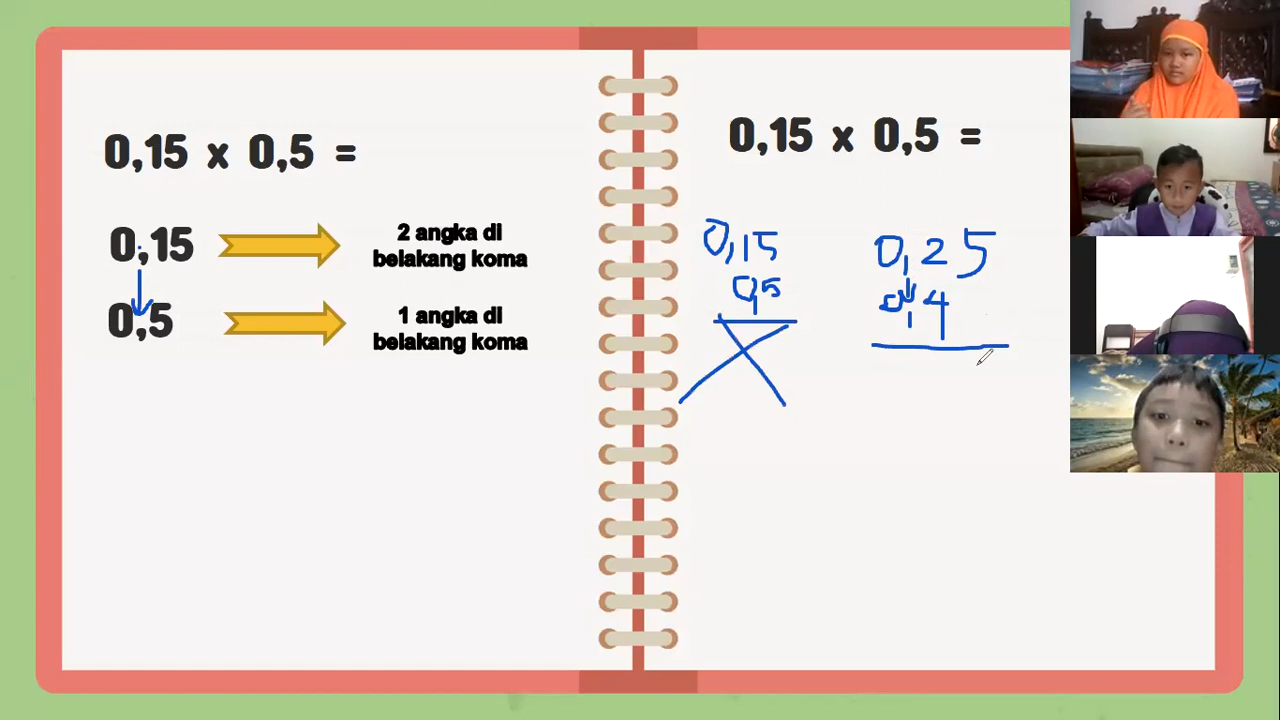 0,15 x 0,5 =
0,15
2 angka di
belakang koma
0,5
1 angka di
belakang koma
0,15 x 0,5 =
0,15
0,5
0,25
0,4